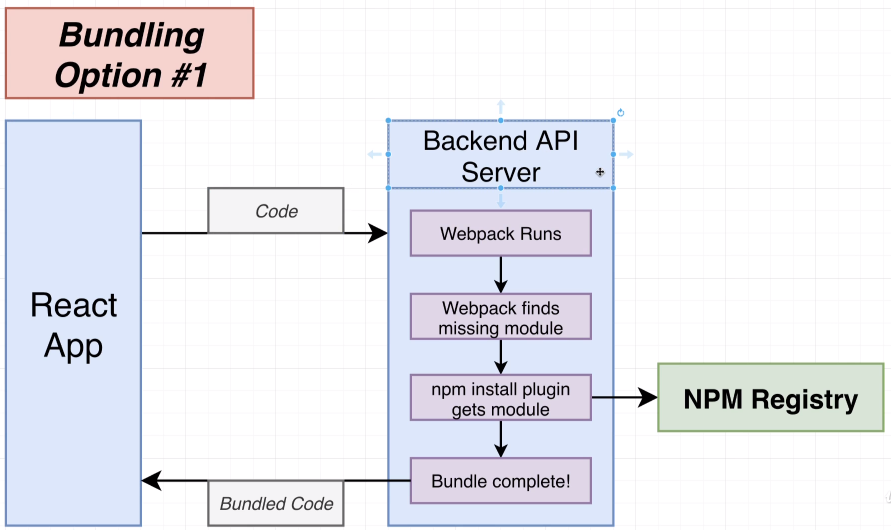 Bundling
Option #1
Backend API
Server
Code
Webpack Runs
React
App
Webpack finds
missing module
npm install plugin
gets module
NPM Registry
Bundle complete!
Bundled Code